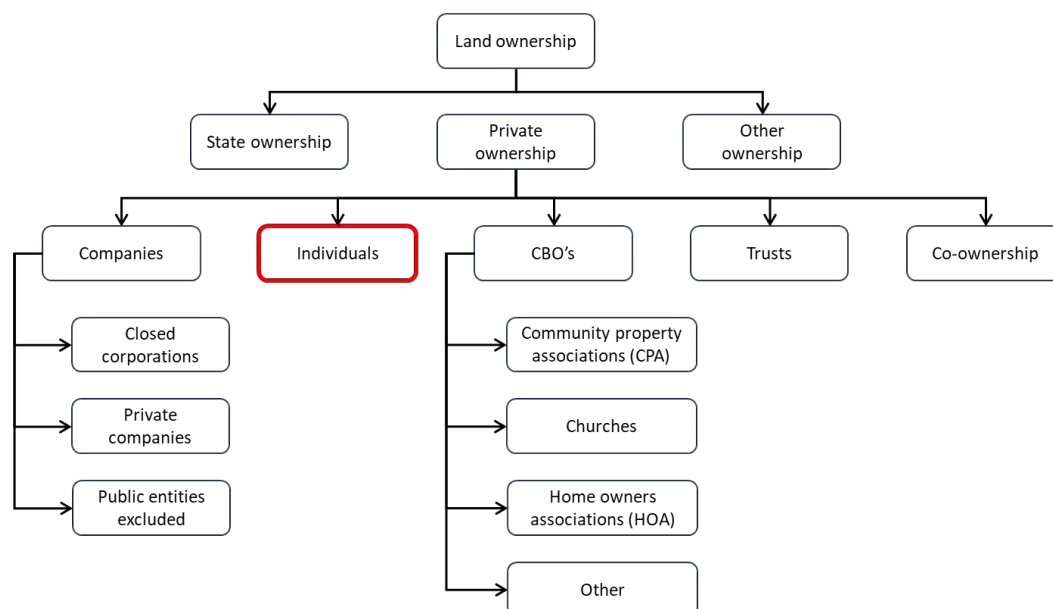 Land ownership
State ownership
Private
ownership
Other
ownership
Companies
Individuals
CBO's
Trusts
Co-ownership
Closed
corporations
Private
companies
Public entities
excluded
Community property
associations (CPA)
Churches
Home owners
associations (HOA)
Other